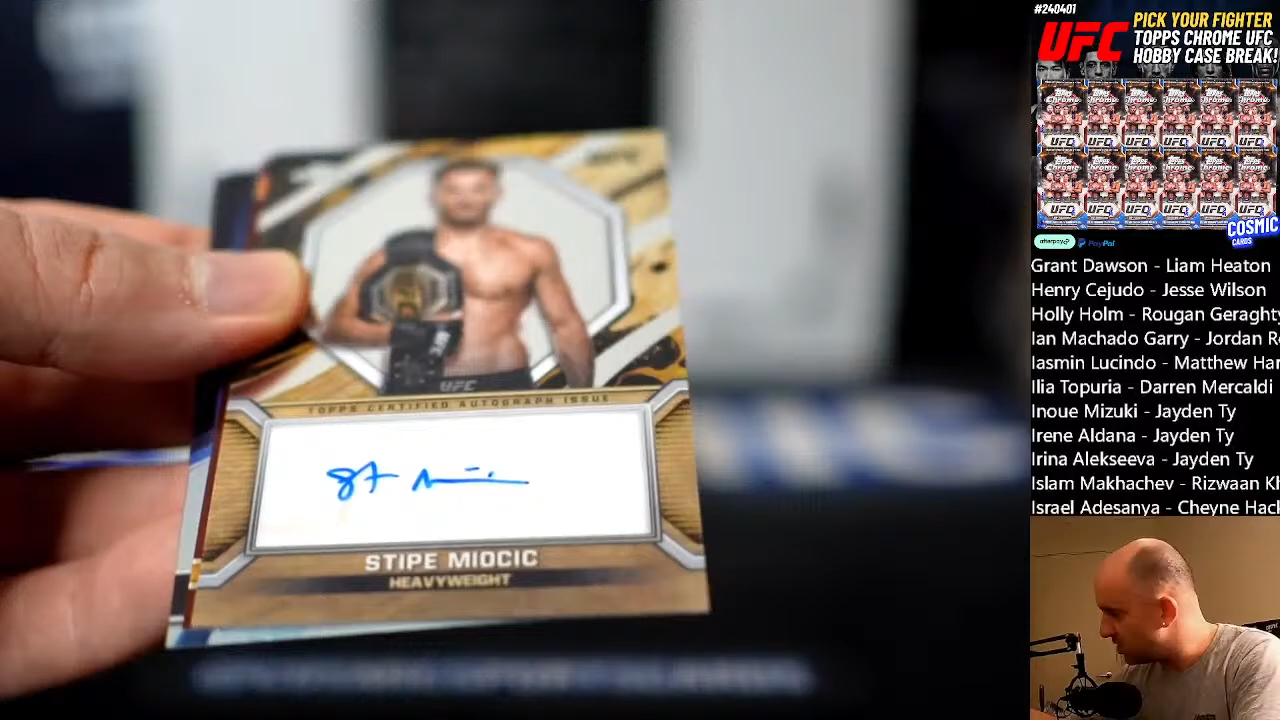 UFC
TOPPS CERTIFIED AUTOGRAPH ISSUE
STIPE MIOCIC
HEAVYWEIGHT
#240401
UFC
PICK YOUR FIGHTER
TOPPS CHROME UFC
HOBBY CASE BREAK!
COSMIC
CARDS
afterpay
PayPal
Grant Dawson - Liam Heaton
Henry Cejudo - Jesse Wilson
Holly Holm - Rougan Geraghty
Ian Machado Garry - Jordan R
Iasmin Lucindo - Matthew Har
Ilia Topuria - Darren Mercaldi
Inoue Mizuki - Jayden Ty
Irene Aldana - Jayden Ty
Irina Alekseeva - Jayden Ty
Islam Makhachev - Rizwaan Kh
Israel Adesanya - Cheyne Hack